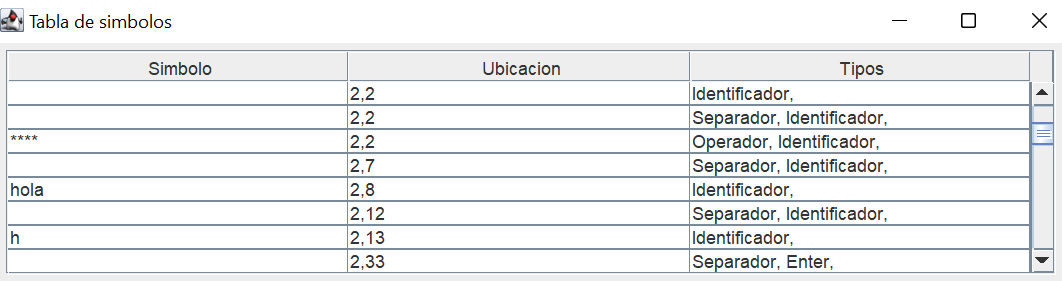 Tabla de simbolos
Simbolo Ubicacion Tipos
2,2 Identificador,
2,2 Separador, Identificador,
**** 2,2 Operador, Identificador,
2,7 Separador, Identificador,
hola 2,8 Identificador,
2,12 Separador, Identificador,
h 2,13 Identificador,
2,33 Separador, Enter,